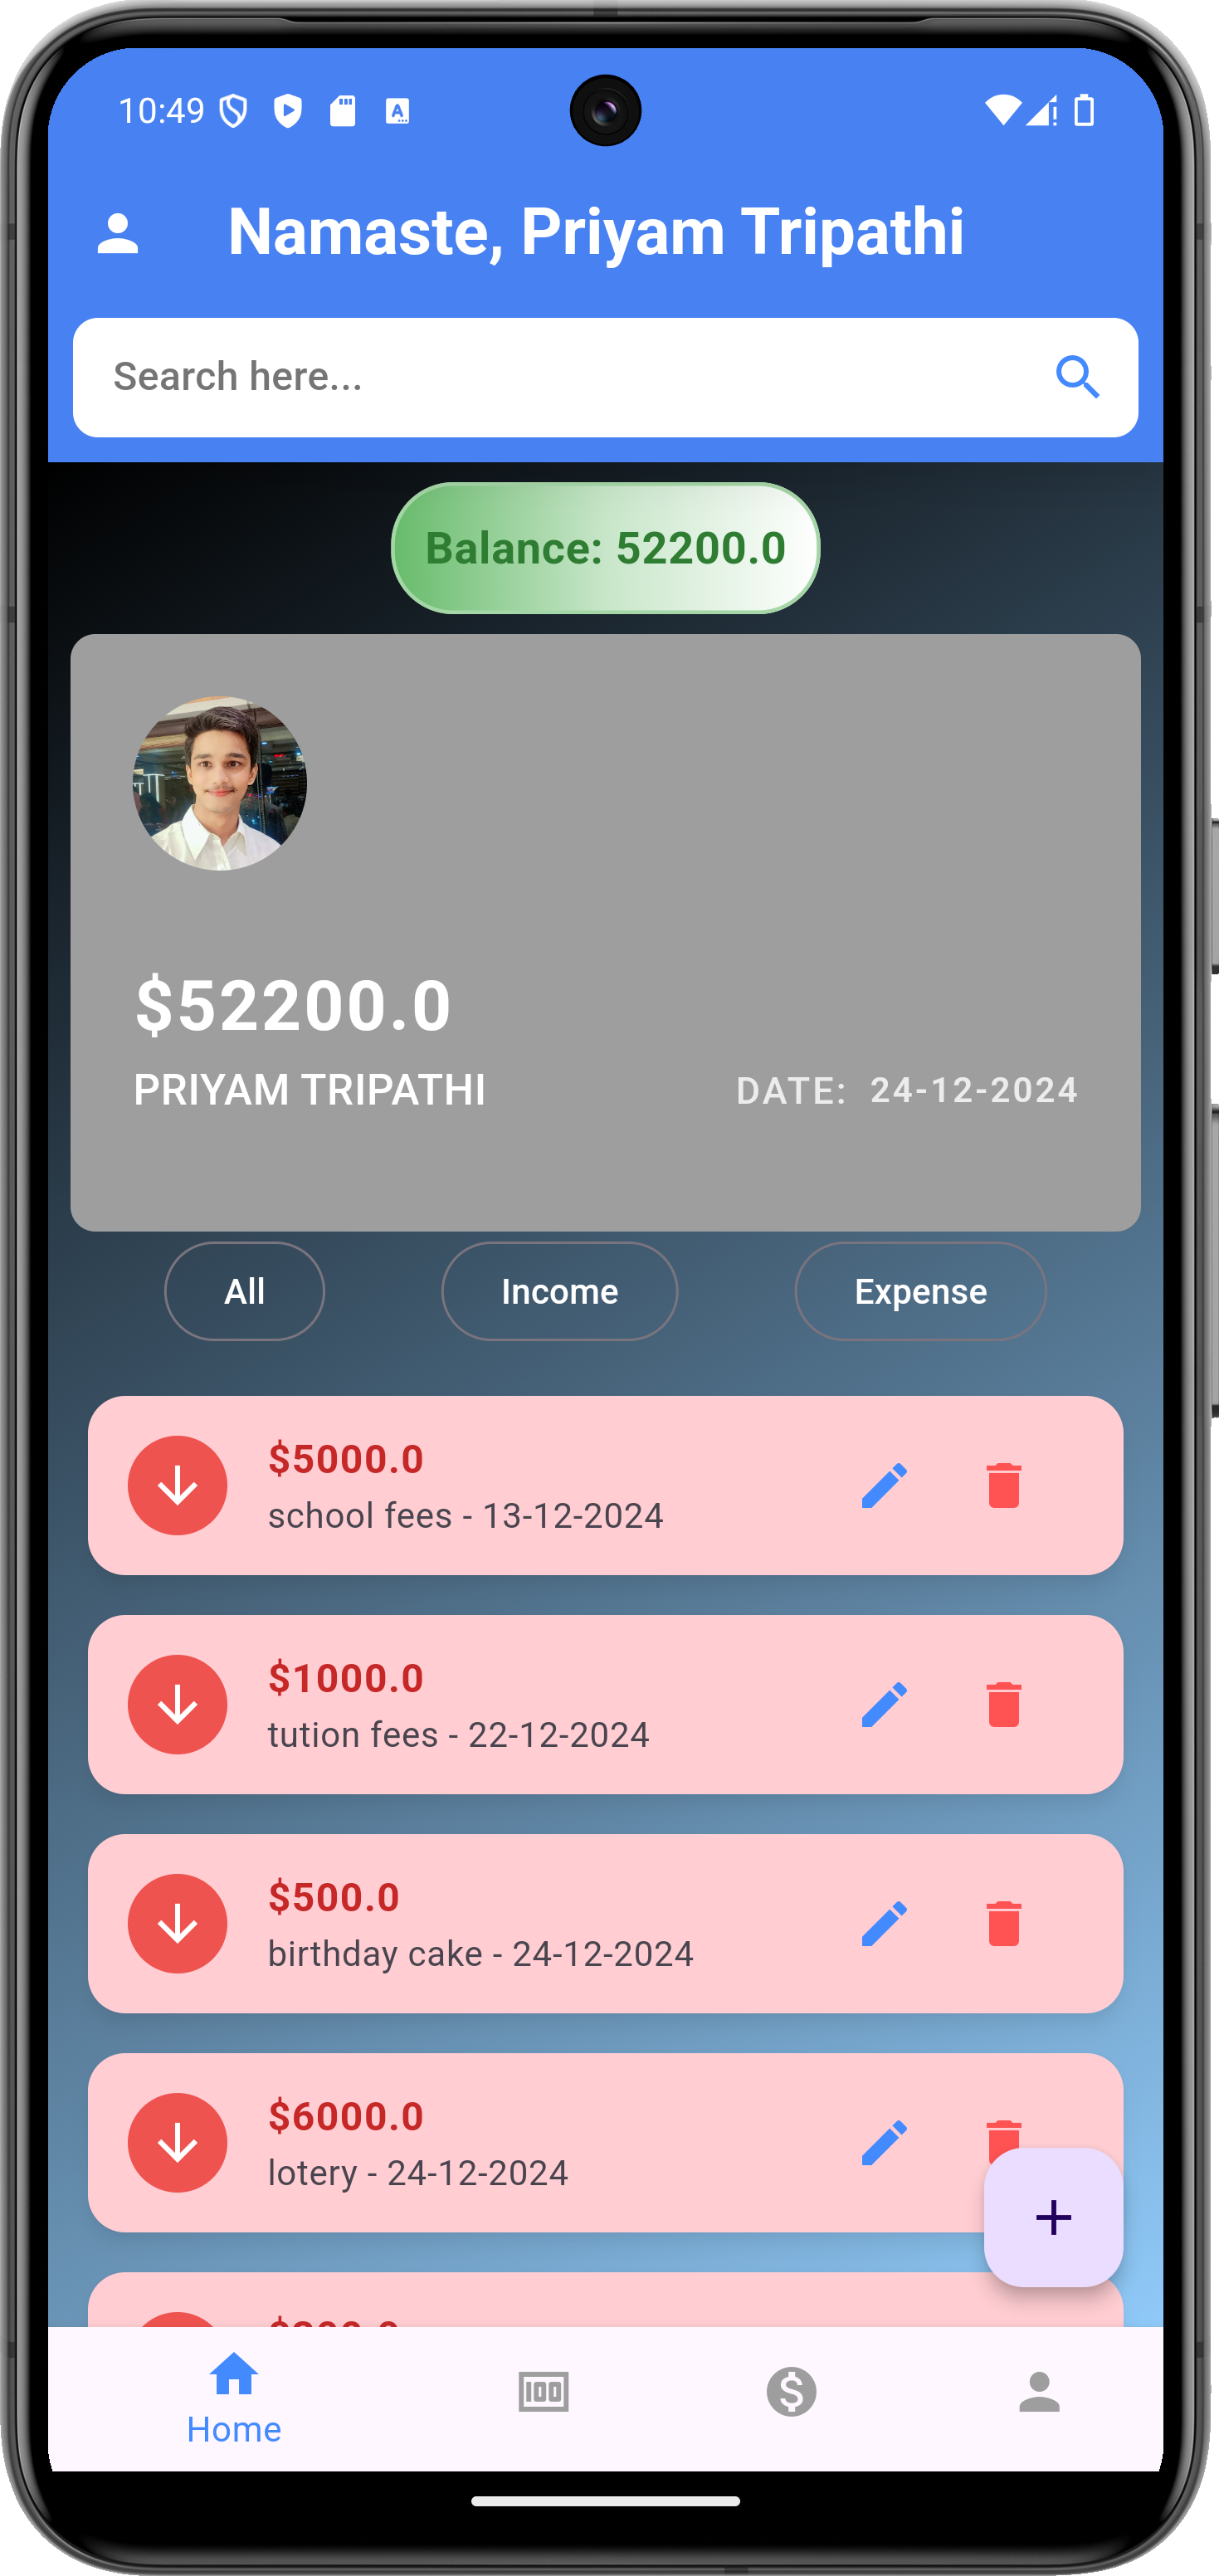 10:49
Namaste, Priyam Tripathi
Search here...
Balance: 52200.0
$52200.0
PRIYAM TRIPATHI
DATE: 24-12-2024
All
Income
Expense
$5000.0
school fees - 13-12-2024
$1000.0
tution fees - 22-12-2024
$500.0
birthday cake - 24-12-2024
$6000.0
lotery - 24-12-2024
+
100
$
Home